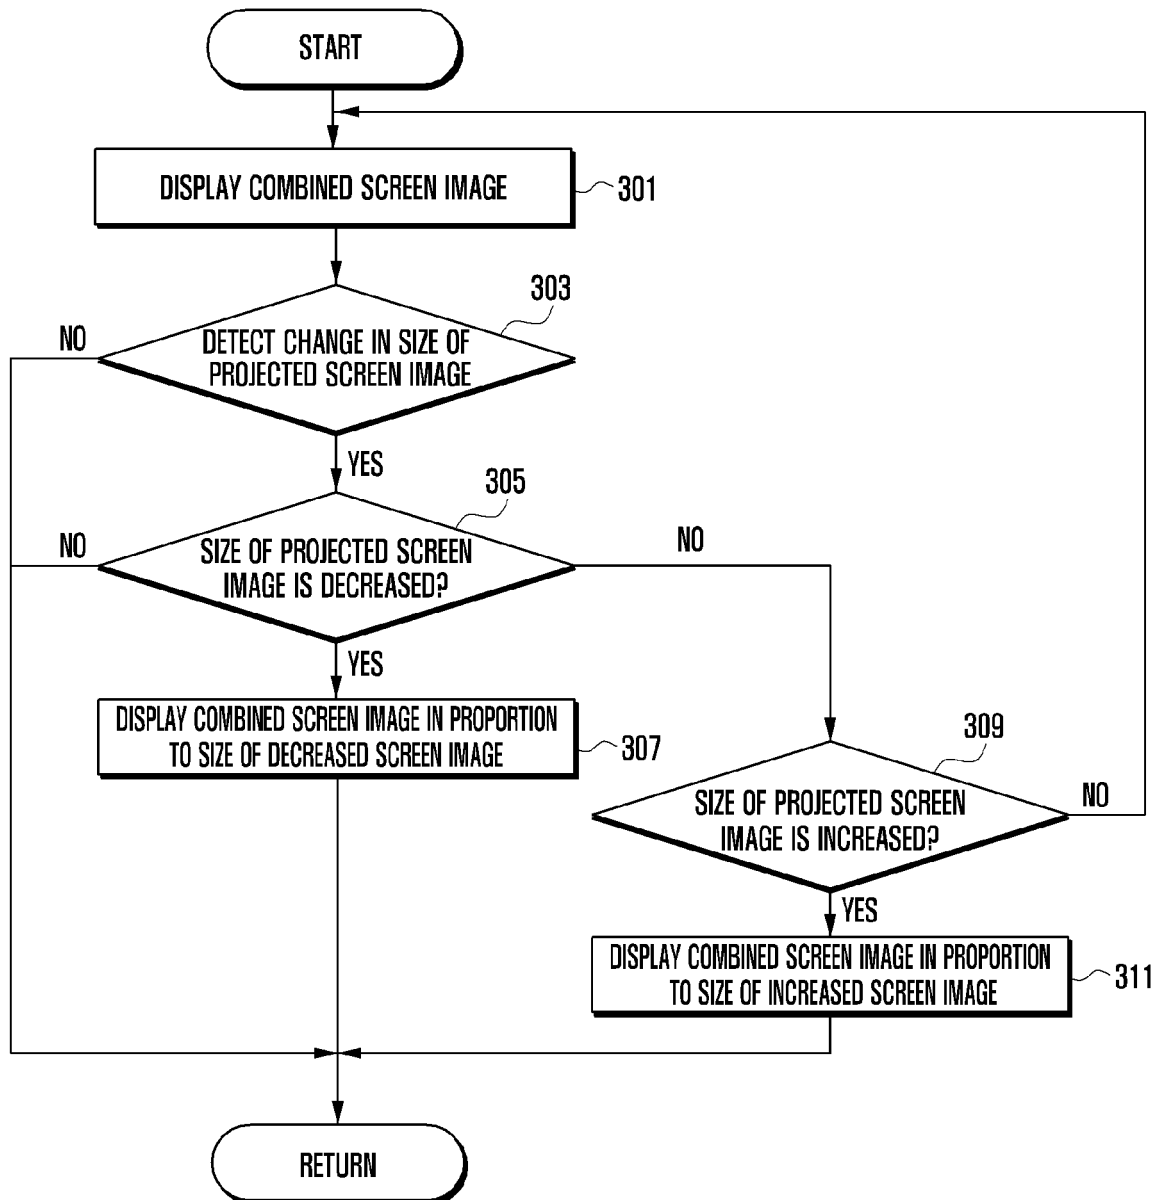 START
DISPLAY COMBINED SCREEN IMAGE
301
303
DETECT CHANGE IN SIZE OF
PROJECTED SCREEN IMAGE
NO
YES
305
SIZE OF PROJECTED SCREEN
IMAGE IS DECREASED?
NO
NO
YES
DISPLAY COMBINED SCREEN IMAGE IN PROPORTION
TO SIZE OF DECREASED SCREEN IMAGE
307
309
SIZE OF PROJECTED SCREEN
IMAGE IS INCREASED?
NO
YES
DISPLAY COMBINED SCREEN IMAGE IN PROPORTION
TO SIZE OF INCREASED SCREEN IMAGE
311
RETURN